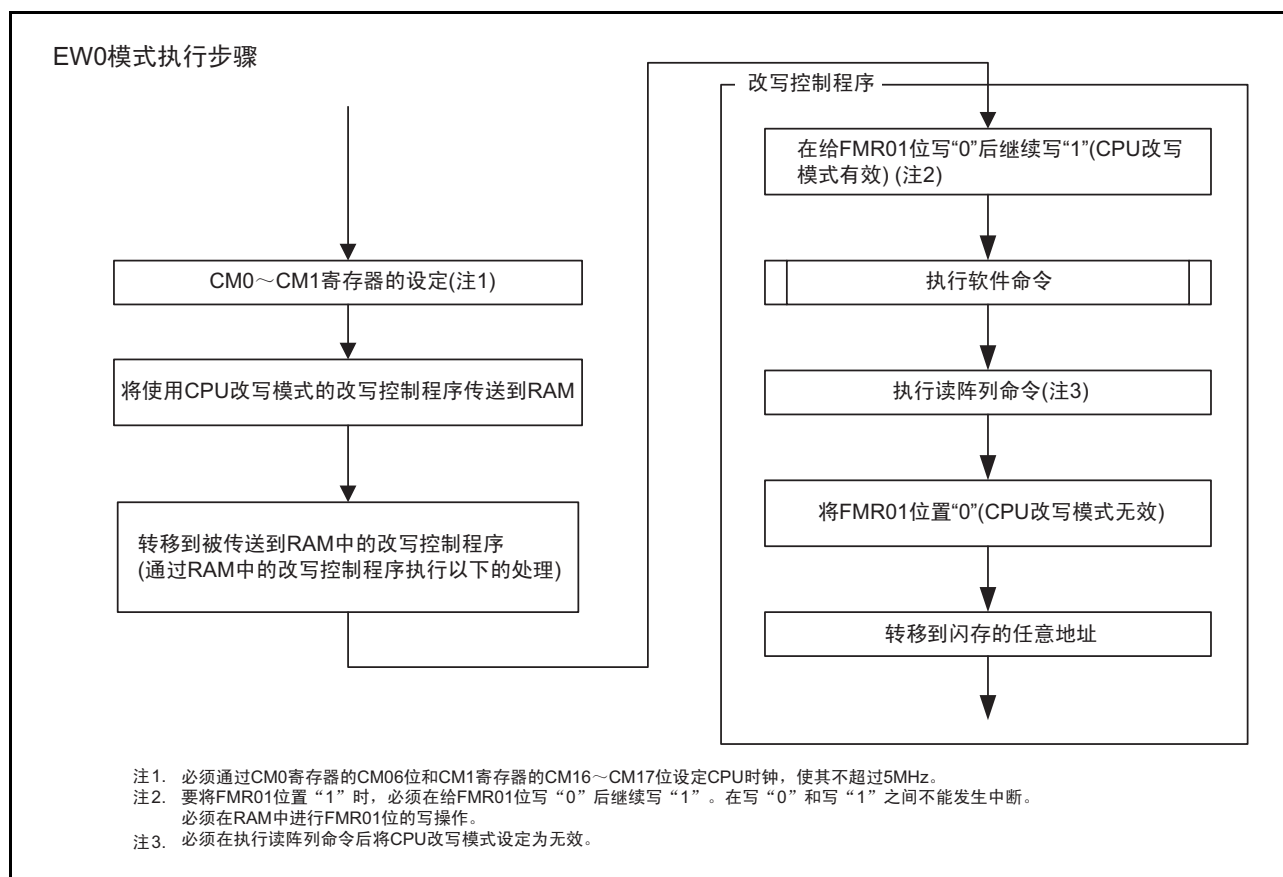 EW0模式执行步骤
CM0～CM1寄存器的设定(注1)
将使用CPU改写模式的改写控制程序传送到RAM
转移到被传送到RAM中的改写控制程序
(通过RAM中的改写控制程序执行以下的处理)
改写控制程序
在给FMR01位写“0”后继续写“1”(CPU改写
模式有效) (注2)
执行软件命令
执行读阵列命令(注3)
将FMR01位置“0”(CPU改写模式无效)
转移到闪存的任意地址
注1. 必须通过CM0寄存器的CM06位和CM1寄存器的CM16～CM17位设定CPU时钟，使其不超过5MHz。
注2. 要将FMR01位置“1”时，必须在给FMR01位写“0”后继续写“1”。在写“0”和写“1”之间不能发生中断。
必须在RAM中进行FMR01位的写操作。
注3. 必须在执行读阵列命令后将CPU改写模式设定为无效。